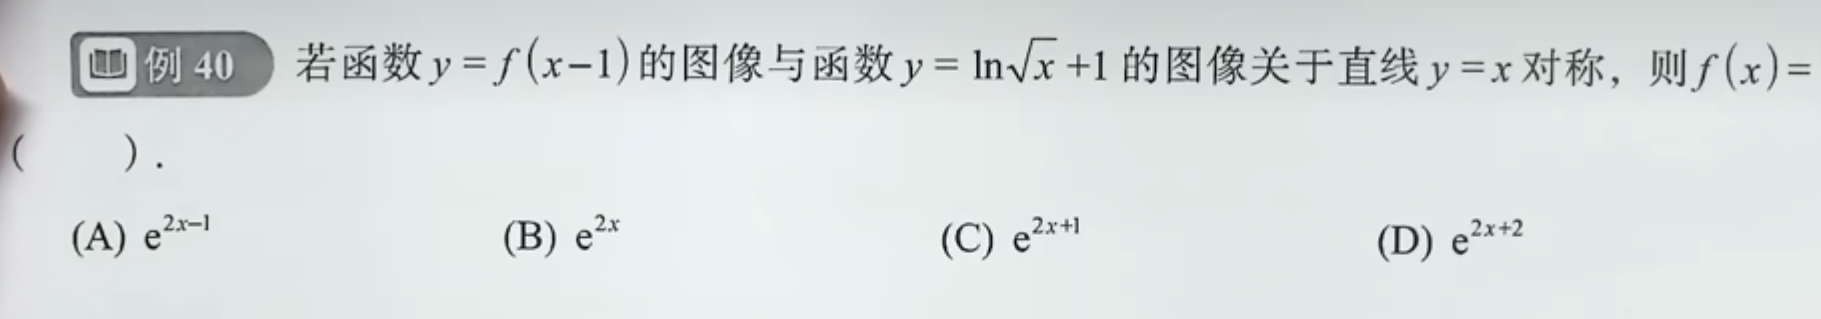 例 40 若函数 y = f(x−1) 的图像与函数 y = ln√x +1 的图像关于直线 y = x 对称，则 f(x) =
( ).
(A) e^{2x−1} (B) e^{2x} (C) e^{2x+1} (D) e^{2x+2}